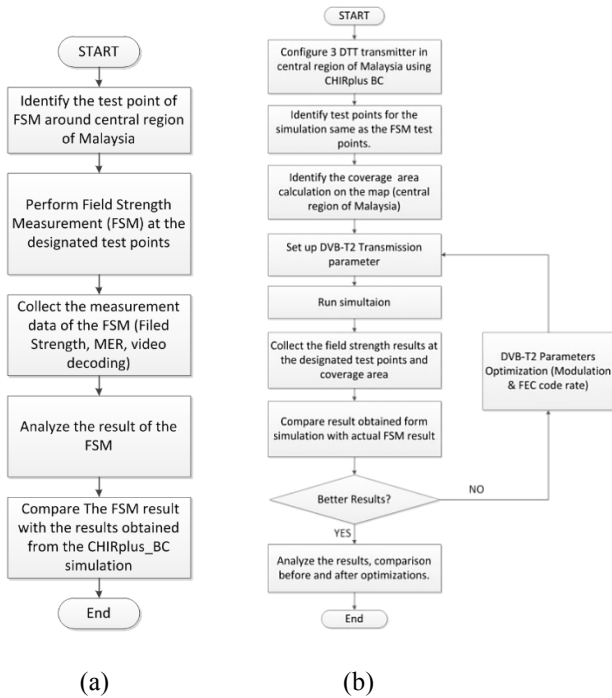 START
Identify the test point of
FSM around central region
of Malaysia
Perform Field Strength
Measurement (FSM) at the
designated test points
Collect the measurement
data of the FSM (Filed
Strength, MER, video
decoding)
Analyze the result of the
FSM
Compare The FSM result
with the results obtained
from the CHIRplus_BC
simulation
End
(a)
START
Configure 3 DTT transmitter in
central region of Malaysia using
CHIRplus BC
Identify test points for the
simulation same as the FSM test
points.
Identify the coverage area
calculation on the map (central
region of Malaysia)
Set up DVB-T2 Transmission
parameter
Run simultaion
Collect the field strength results at
the designated test points and
coverage area
Compare result obtained form
simulation with actual FSM result
Better Results?
NO
DVB-T2 Parameters
Optimization (Modulation
& FEC code rate)
YES
Analyze the results, comparison
before and after optimizations.
End
(b)